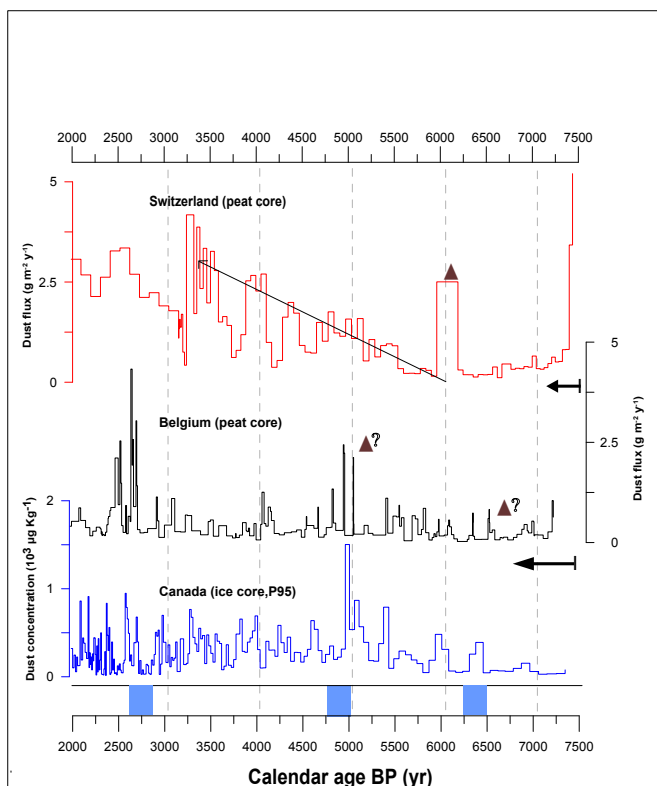 2000 2500 3000 3500 4000 4500 5000 5500 6000 6500 7000 7500
5
2.5
0
Dust flux (g m⁻² y⁻¹)
Switzerland (peat core)
5
2.5
0
Dust flux (g m⁻² y⁻¹)
Belgium (peat core)
?
?
2
1
0
Dust concentration (10³ µg Kg⁻¹)
Canada (ice core,P95)
2000 2500 3000 3500 4000 4500 5000 5500 6000 6500 7000 7500
Calendar age BP (yr)